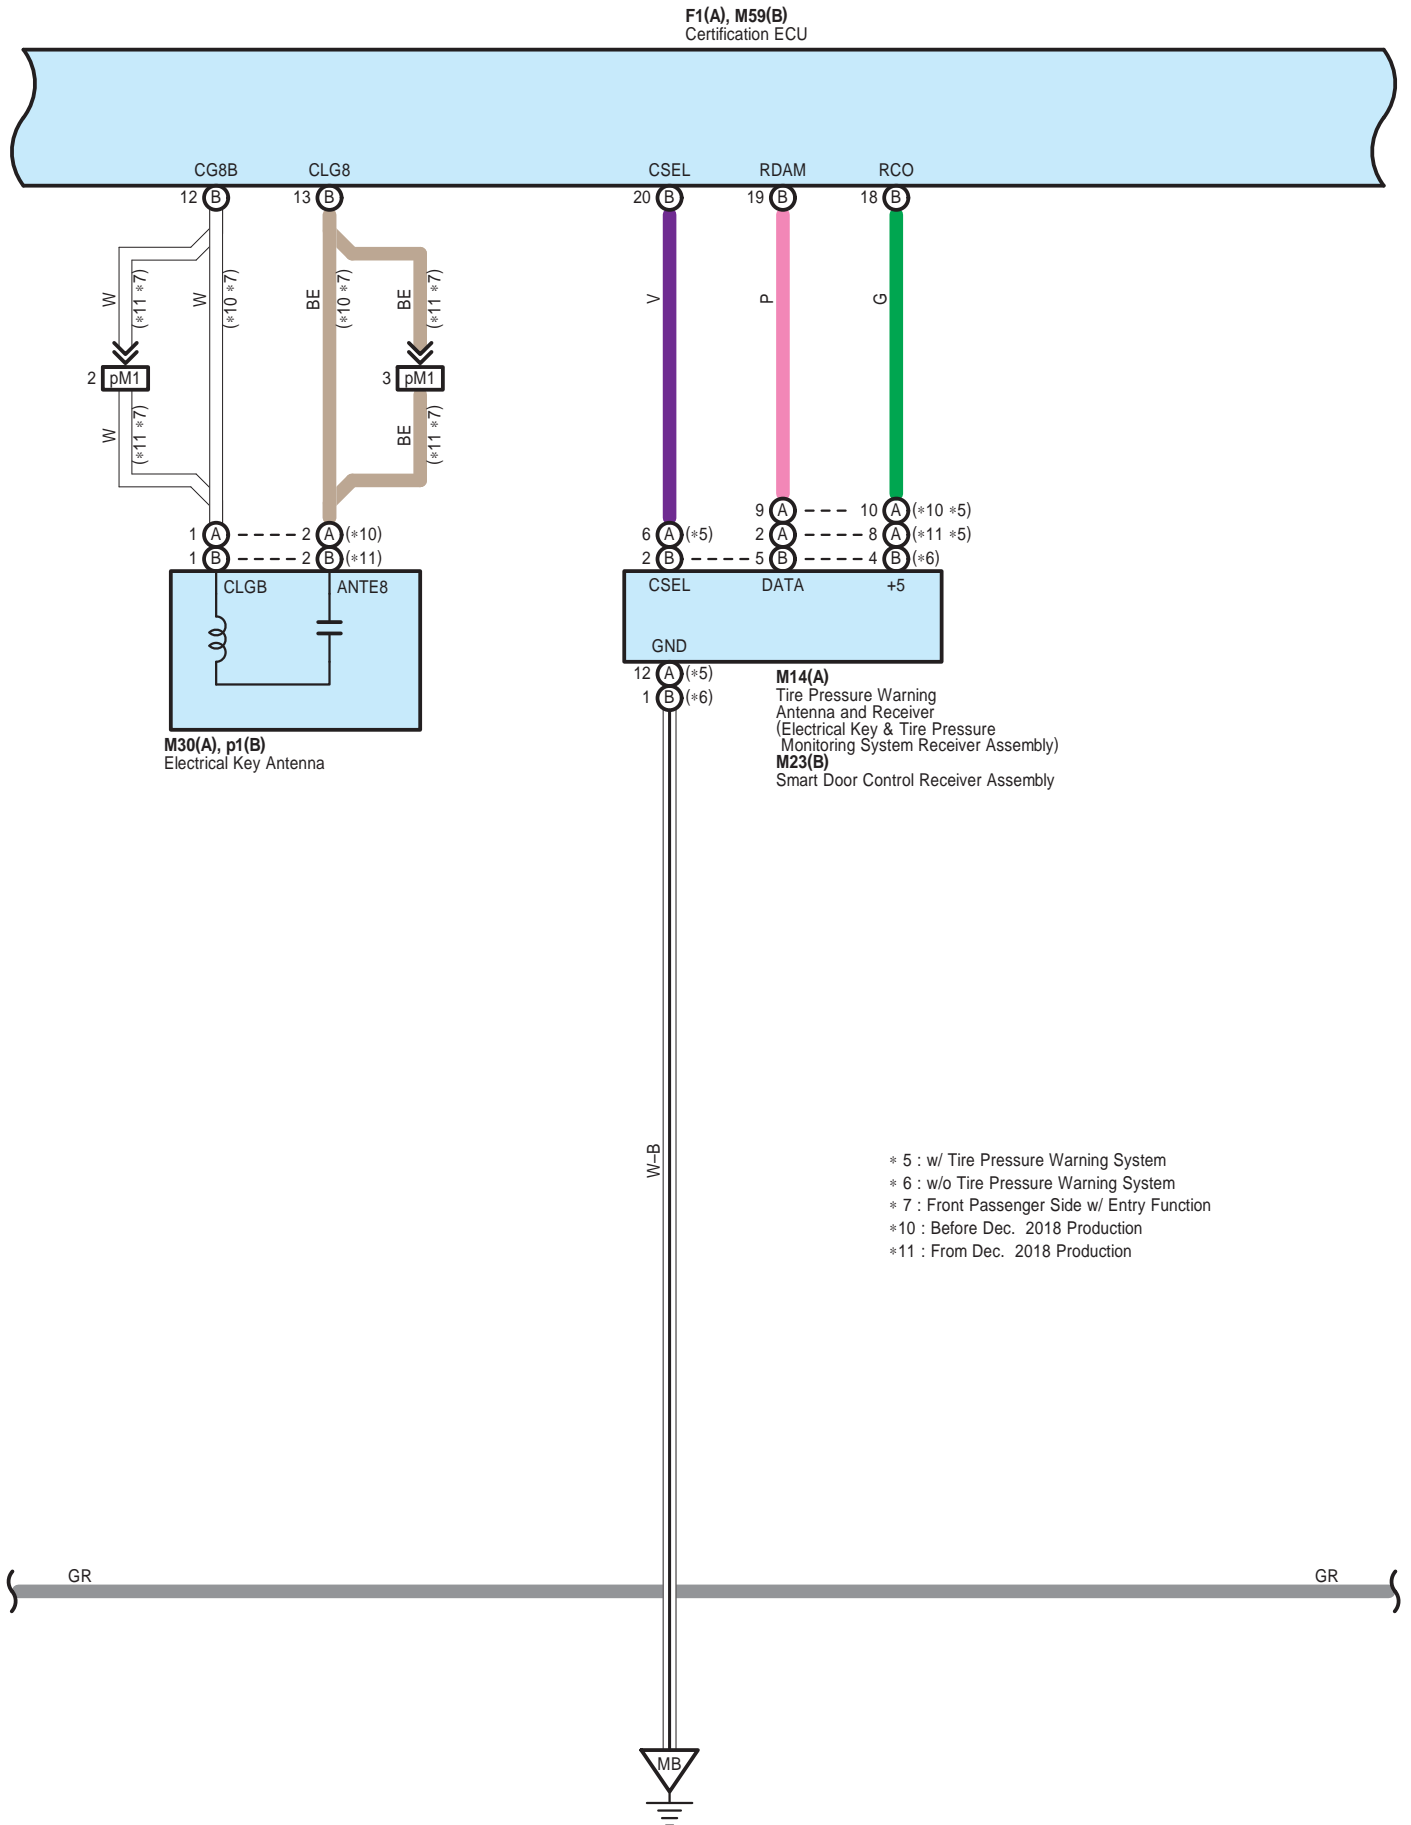 F1(A), M59(B)
Certification ECU
CG8B CLG8 CSEL RDAM RCO
12 B 13 B 20 B 19 B 18 B
W (*11 *7) W (*10 *7) BE (*10 *7) BE (*11 *7) V P G
2 pM1 3 pM1
W (*11 *7) BE (*11 *7)
9 A 10 A (*10 *5)
1 A 2 A (*10) 6 A (*5) 2 A 8 A (*11 *5)
1 B 2 B (*11) 2 B 5 B 4 B (*6)
CLGB ANTE8 CSEL DATA +5
GND
12 A (*5)
1 B (*6)
M30(A), p1(B)
Electrical Key Antenna
M14(A)
Tire Pressure Warning
Antenna and Receiver
(Electrical Key & Tire Pressure
Monitoring System Receiver Assembly)
M23(B)
Smart Door Control Receiver Assembly
W–B
* 5 : w/ Tire Pressure Warning System
* 6 : w/o Tire Pressure Warning System
* 7 : Front Passenger Side w/ Entry Function
*10 : Before Dec. 2018 Production
*11 : From Dec. 2018 Production
GR GR
MB